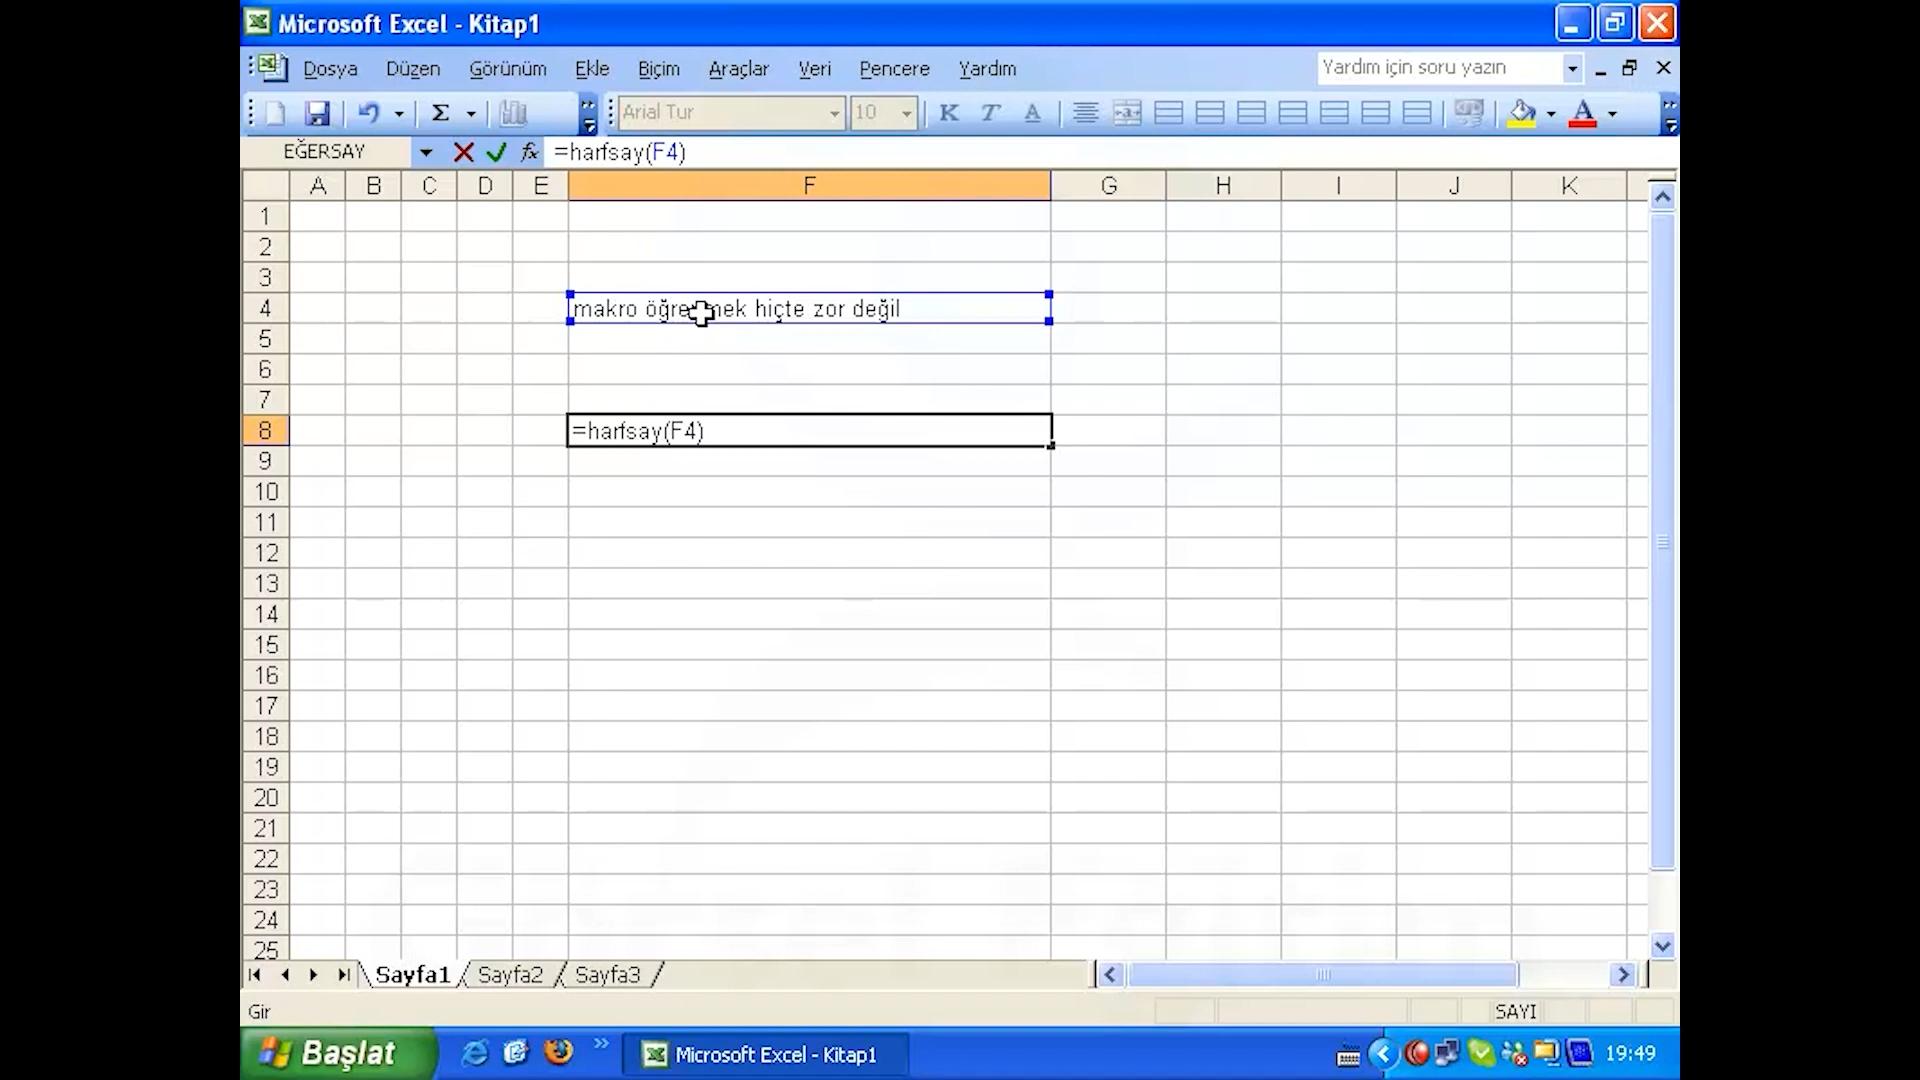 Microsoft Excel - Kitap1
Dosya Düzen Görünüm Ekle Biçim Araçlar Veri Pencere Yardım Yardım için soru yazın
Arial Tur 10 K T A
EĞERSAY =harfsay(F4)
A B C D E F G H I J K
1
2
3
4 makro öğre mek hiçte zor değil
5
6
7
8 =harfsay(F4)
9
10
11
12
13
14
15
16
17
18
19
20
21
22
23
24
25
Sayfa1 Sayfa2 Sayfa3
Gir SAYI
Başlat Microsoft Excel - Kitap1 19:49